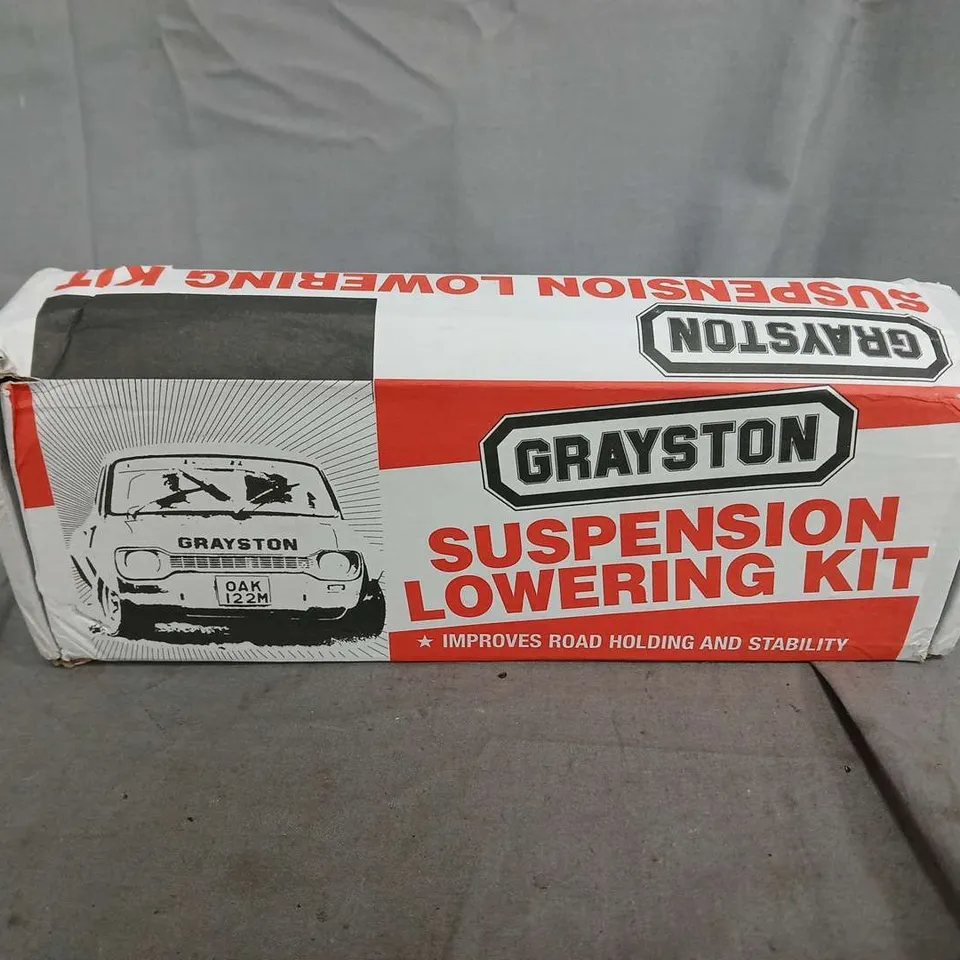 SUSPENSION LOWERING KIT
GRAYSTON
GRAYSTON
SUSPENSION
LOWERING KIT
★ IMPROVES ROAD HOLDING AND STABILITY
GRAYSTON
OAK
122M